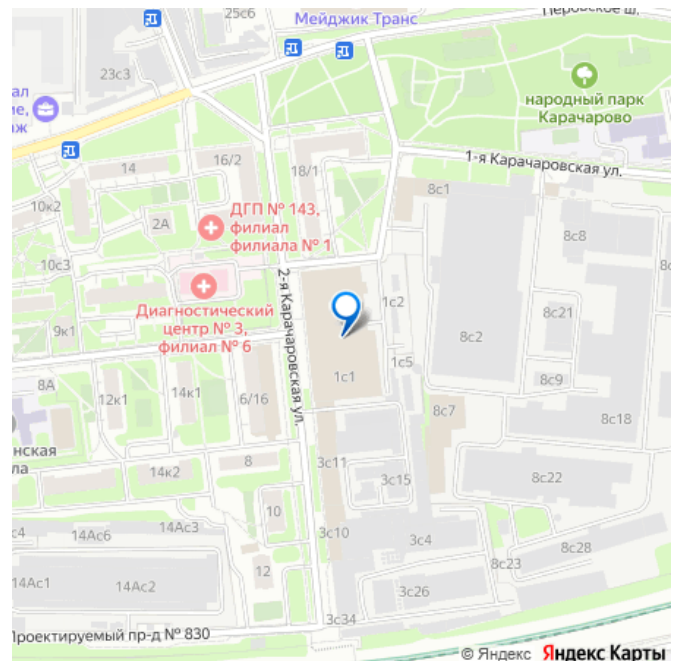 25с6
Мейджик Транс
Перовское ш.
23с3
народный парк
Карачарово
14
16/2
18/1
1-я Карачаровская ул.
8с1
10к2
2А
ДГП № 143,
филиал
филиала № 1
8с8
10с3
Диагностический
центр № 3,
филиал № 6
2-я Карачаровская ул.
1с2
8с21
9к1
8с2
1с5
1с1
8с9
8А
12к1
14к1
6/16
8с7
8с18
14к2
8
3с11
3с15
8с22
10
14Ас6
14Ас3
3с10
3с4
8с28
8с23
12
14Ас1
14Ас2
3с26
3с34
Проектируемый пр-д № 830
© Яндекс Яндекс Карты